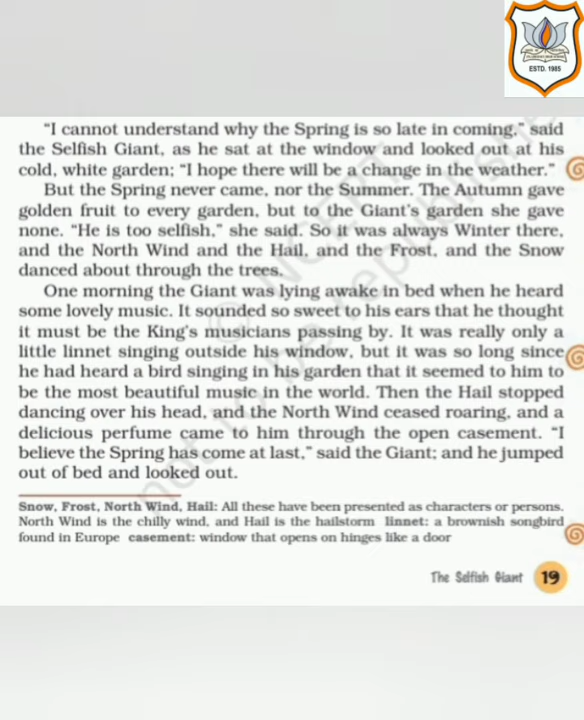 ESTD. 1985
"I cannot understand why the Spring is so late in coming," said
the Selfish Giant, as he sat at the window and looked out at his
cold, white garden; "I hope there will be a change in the weather."
But the Spring never came, nor the Summer. The Autumn gave
golden fruit to every garden, but to the Giant's garden she gave
none. "He is too selfish," she said. So it was always Winter there,
and the North Wind and the Hail, and the Frost, and the Snow
danced about through the trees.
One morning the Giant was lying awake in bed when he heard
some lovely music. It sounded so sweet to his ears that he thought
it must be the King's musicians passing by. It was really only a
little linnet singing outside his window, but it was so long since
he had heard a bird singing in his garden that it seemed to him to
be the most beautiful music in the world. Then the Hail stopped
dancing over his head, and the North Wind ceased roaring, and a
delicious perfume came to him through the open casement. "I
believe the Spring has come at last," said the Giant; and he jumped
out of bed and looked out.
Snow, Frost, North Wind, Hail: All these have been presented as characters or persons.
North Wind is the chilly wind, and Hail is the hailstorm linnet: a brownish songbird
found in Europe casement: window that opens on hinges like a door
The Selfish Giant 19
© NCERT
not to be republished